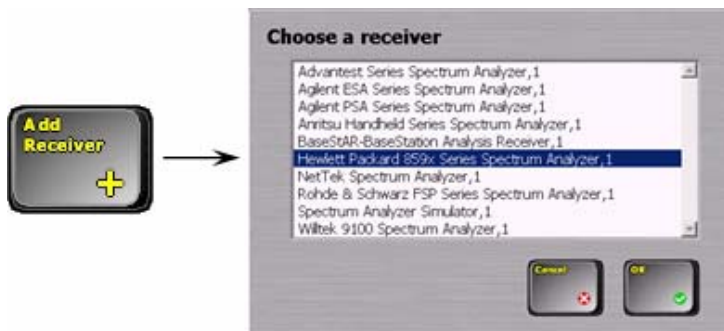 Add
Receiver
Choose a receiver
Advantest Series Spectrum Analyzer,1
Agilent ESA Series Spectrum Analyzer,1
Agilent PSA Series Spectrum Analyzer,1
Anritsu Handheld Series Spectrum Analyzer,1
BaseStAR-BaseStation Analysis Receiver,1
Hewlett Packard 859x Series Spectrum Analyzer,1
NetTek Spectrum Analyzer,1
Rohde & Schwarz FSP Series Spectrum Analyzer,1
Spectrum Analyzer Simulator,1
Willtek 9100 Spectrum Analyzer,1
Cancel
OK